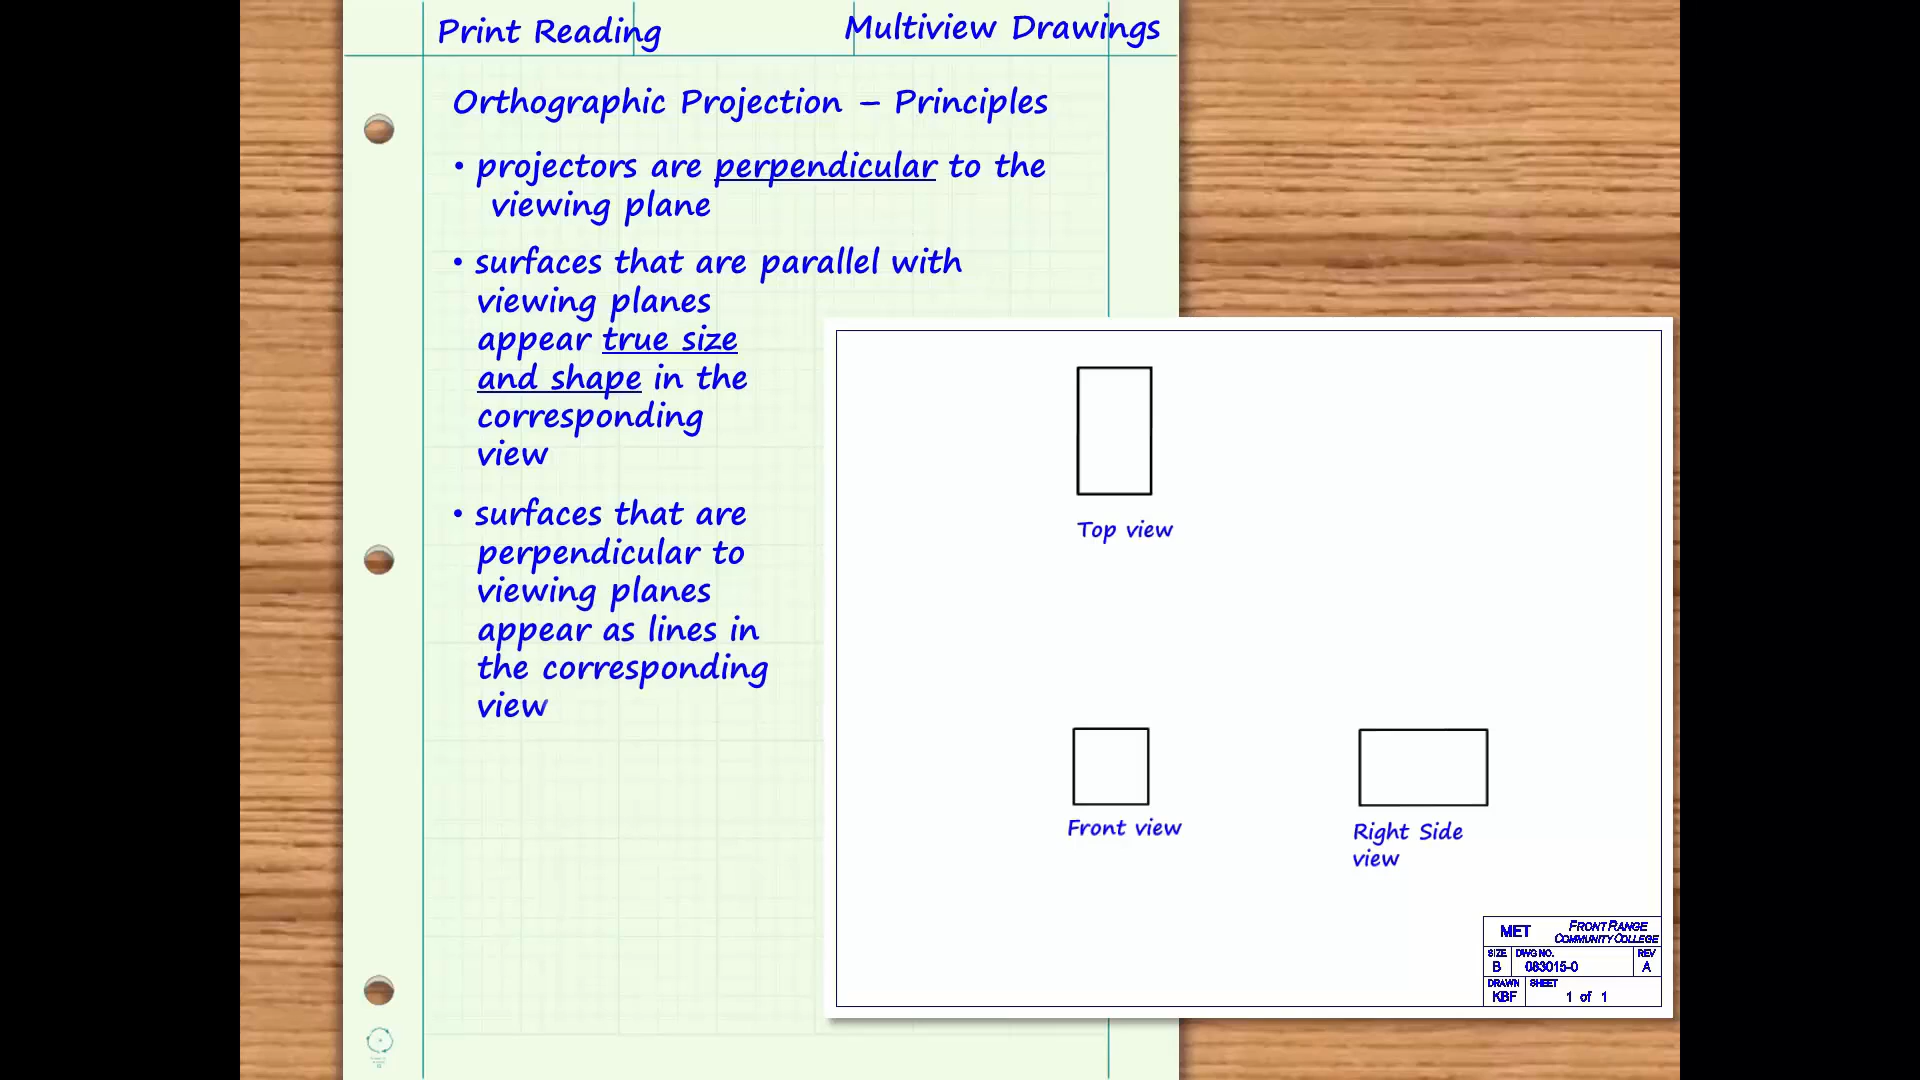 Print Reading
Multiview Drawings
Orthographic Projection – Principles
• projectors are perpendicular to the
viewing plane
• surfaces that are parallel with
viewing planes
appear true size
and shape in the
corresponding
view
• surfaces that are
perpendicular to
viewing planes
appear as lines in
the corresponding
view
Top view
Front view
Right Side
view
MET
FRONT RANGE
COMMUNITY COLLEGE
SIZE DWG NO. REV
B 083015-0 A
DRAWN SHEET
KBF 1 of 1